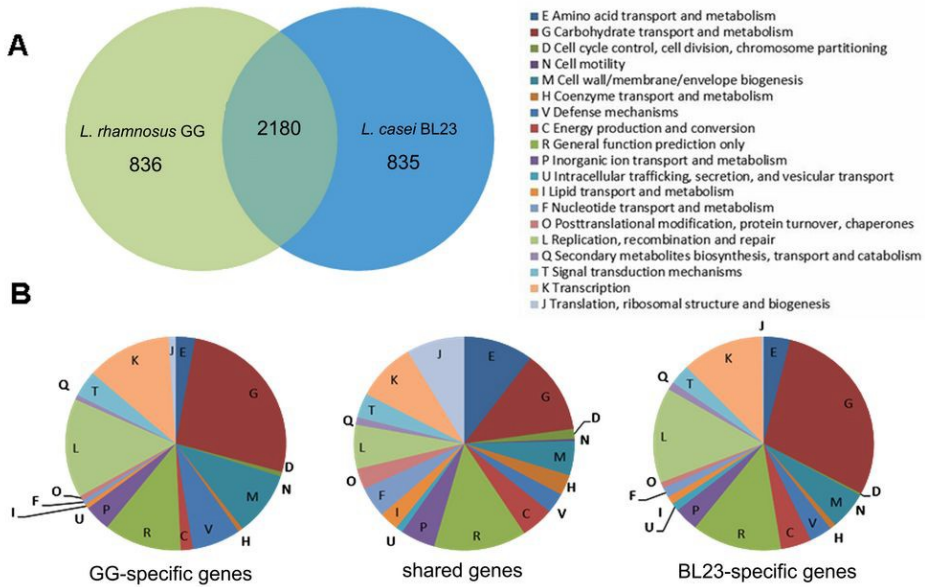 A
L. rhamnosus GG
836
2180
L. casei BL23
835
E Amino acid transport and metabolism
G Carbohydrate transport and metabolism
D Cell cycle control, cell division, chromosome partitioning
N Cell motility
M Cell wall/membrane/envelope biogenesis
H Coenzyme transport and metabolism
V Defense mechanisms
C Energy production and conversion
R General function prediction only
P Inorganic ion transport and metabolism
U Intracellular trafficking, secretion, and vesicular transport
I Lipid transport and metabolism
F Nucleotide transport and metabolism
O Posttranslational modification, protein turnover, chaperones
L Replication, recombination and repair
Q Secondary metabolites biosynthesis, transport and catabolism
T Signal transduction mechanisms
K Transcription
J Translation, ribosomal structure and biogenesis
B
J
E
G
D
N
M
H
V
C
R
P
U
I
F
O
L
Q
T
K
GG-specific genes
J
E
G
D
N
M
H
V
C
R
P
U
I
F
O
L
Q
T
K
shared genes
J
E
G
D
N
M
H
V
C
R
P
U
I
F
O
L
Q
T
K
BL23-specific genes